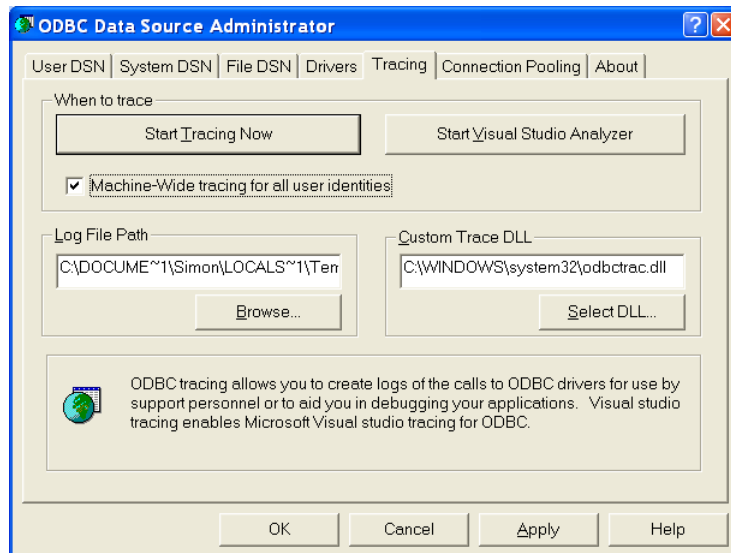 ODBC Data Source Administrator
User DSN System DSN File DSN Drivers Tracing Connection Pooling About
When to trace
Start Tracing Now Start Visual Studio Analyzer
Machine-Wide tracing for all user identities
Log File Path Custom Trace DLL
C:\DOCUME~1\Simon\LOCALS~1\Tem C:\WINDOWS\system32\odbctrac.dll
Browse... Select DLL...
ODBC tracing allows you to create logs of the calls to ODBC drivers for use by
support personnel or to aid you in debugging your applications. Visual studio
tracing enables Microsoft Visual studio tracing for ODBC.
OK Cancel Apply Help